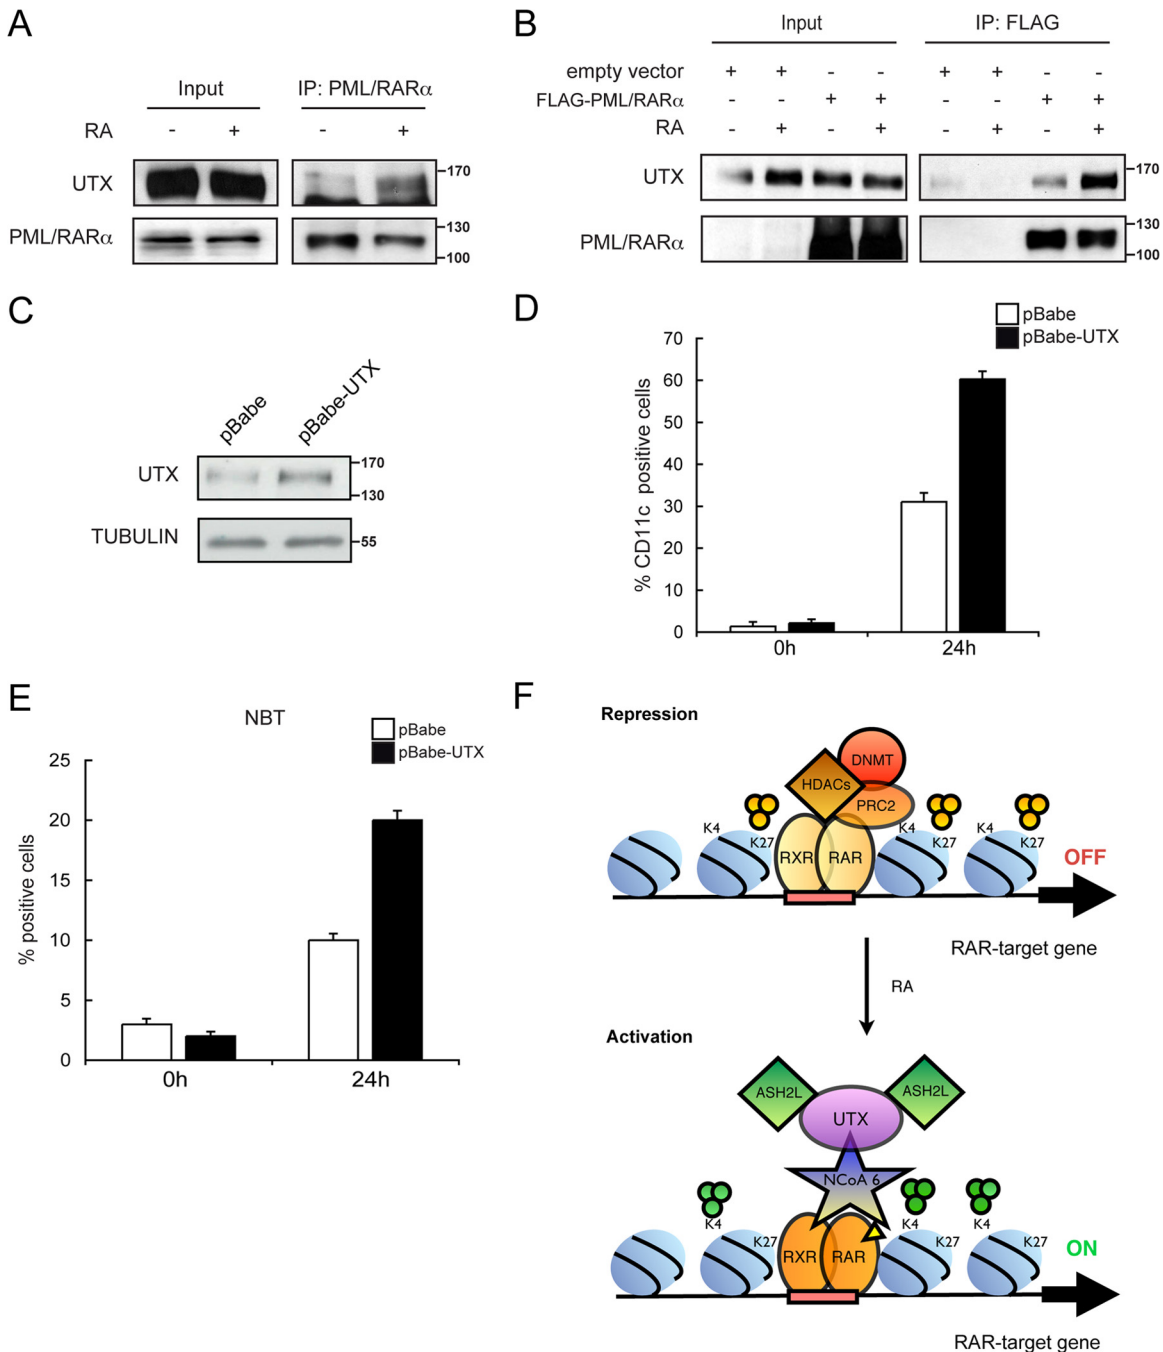 A
Input
IP: PML/RARα
RA
- + - +
UTX
170
PML/RARα
130
100
B
Input
IP: FLAG
empty vector
+ + - - + + - -
FLAG-PML/RARα
- - + + - - + +
RA
- + - + - + - +
UTX
170
PML/RARα
130
100
C
pBabe
pBabe-UTX
UTX
170
130
TUBULIN
55
D
pBabe
pBabe-UTX
% CD11c positive cells
70
60
50
40
30
20
10
0
0h
24h
E
NBT
pBabe
pBabe-UTX
% positive cells
25
20
15
10
5
0
0h
24h
F
Repression
DNMT
HDACs
PRC2
K4
K27
RXR
RAR
K4
K27
K4
K27
OFF
RAR-target gene
RA
Activation
ASH2L
ASH2L
UTX
NCoA 6
K4
K27
RXR
RAR
K4
K27
K4
K27
ON
RAR-target gene